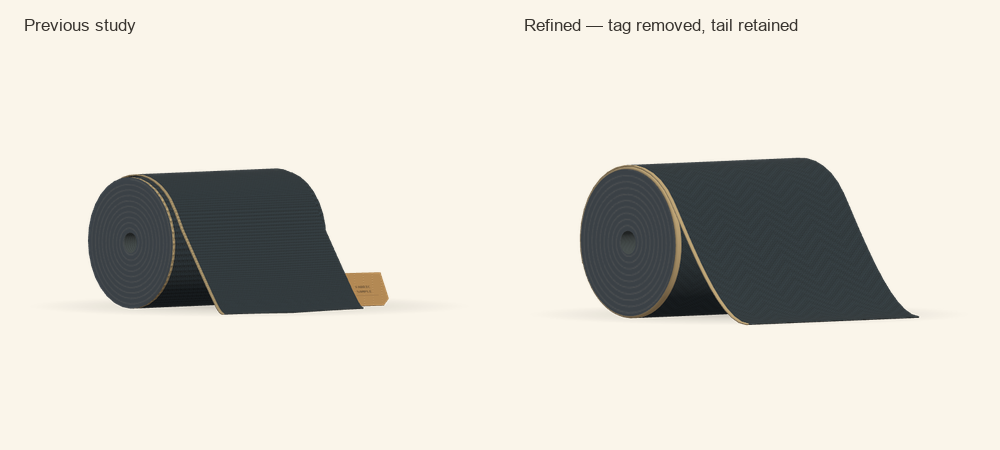 Previous study
Refined — tag removed, tail retained